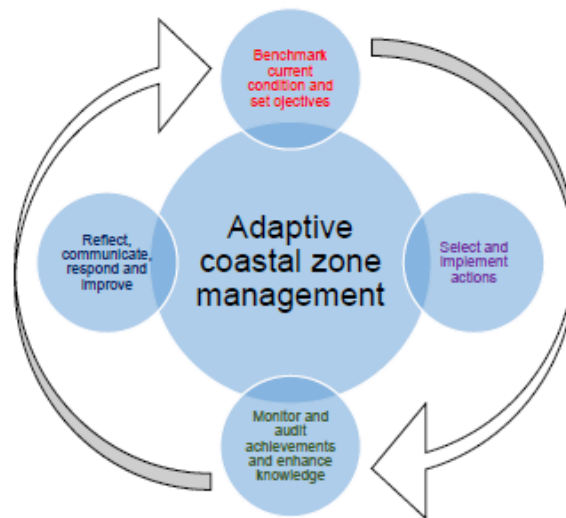 Benchmark
current
condition and
set ojectives
Adaptive
coastal zone
management
Select and
implement
actions
Monitor and
audit
achievements
and enhance
knowledge
Reflect,
communicate,
respond and
improve